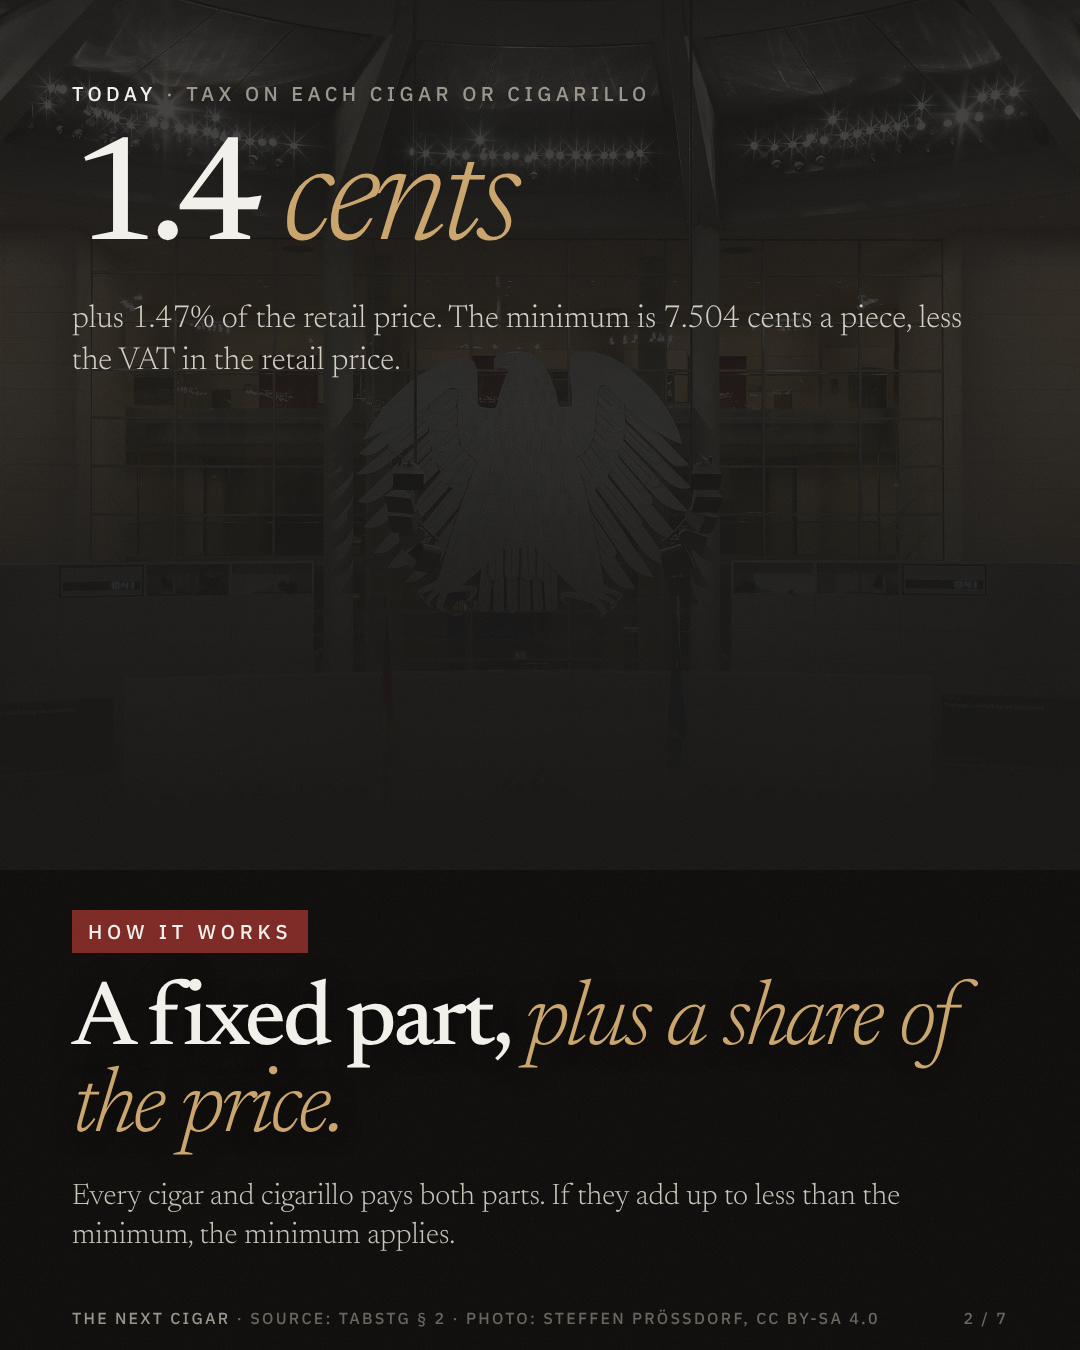 TODAY · TAX ON EACH CIGAR OR CIGARILLO
1.4 cents
plus 1.47% of the retail price. The minimum is 7.504 cents a piece, less
the VAT in the retail price.
HOW IT WORKS
A fixed part, plus a share of
the price.
Every cigar and cigarillo pays both parts. If they add up to less than the
minimum, the minimum applies.
THE NEXT CIGAR · SOURCE: TABSTG § 2 · PHOTO: STEFFEN PRÖSSDORF, CC BY-SA 4.0 2 / 7